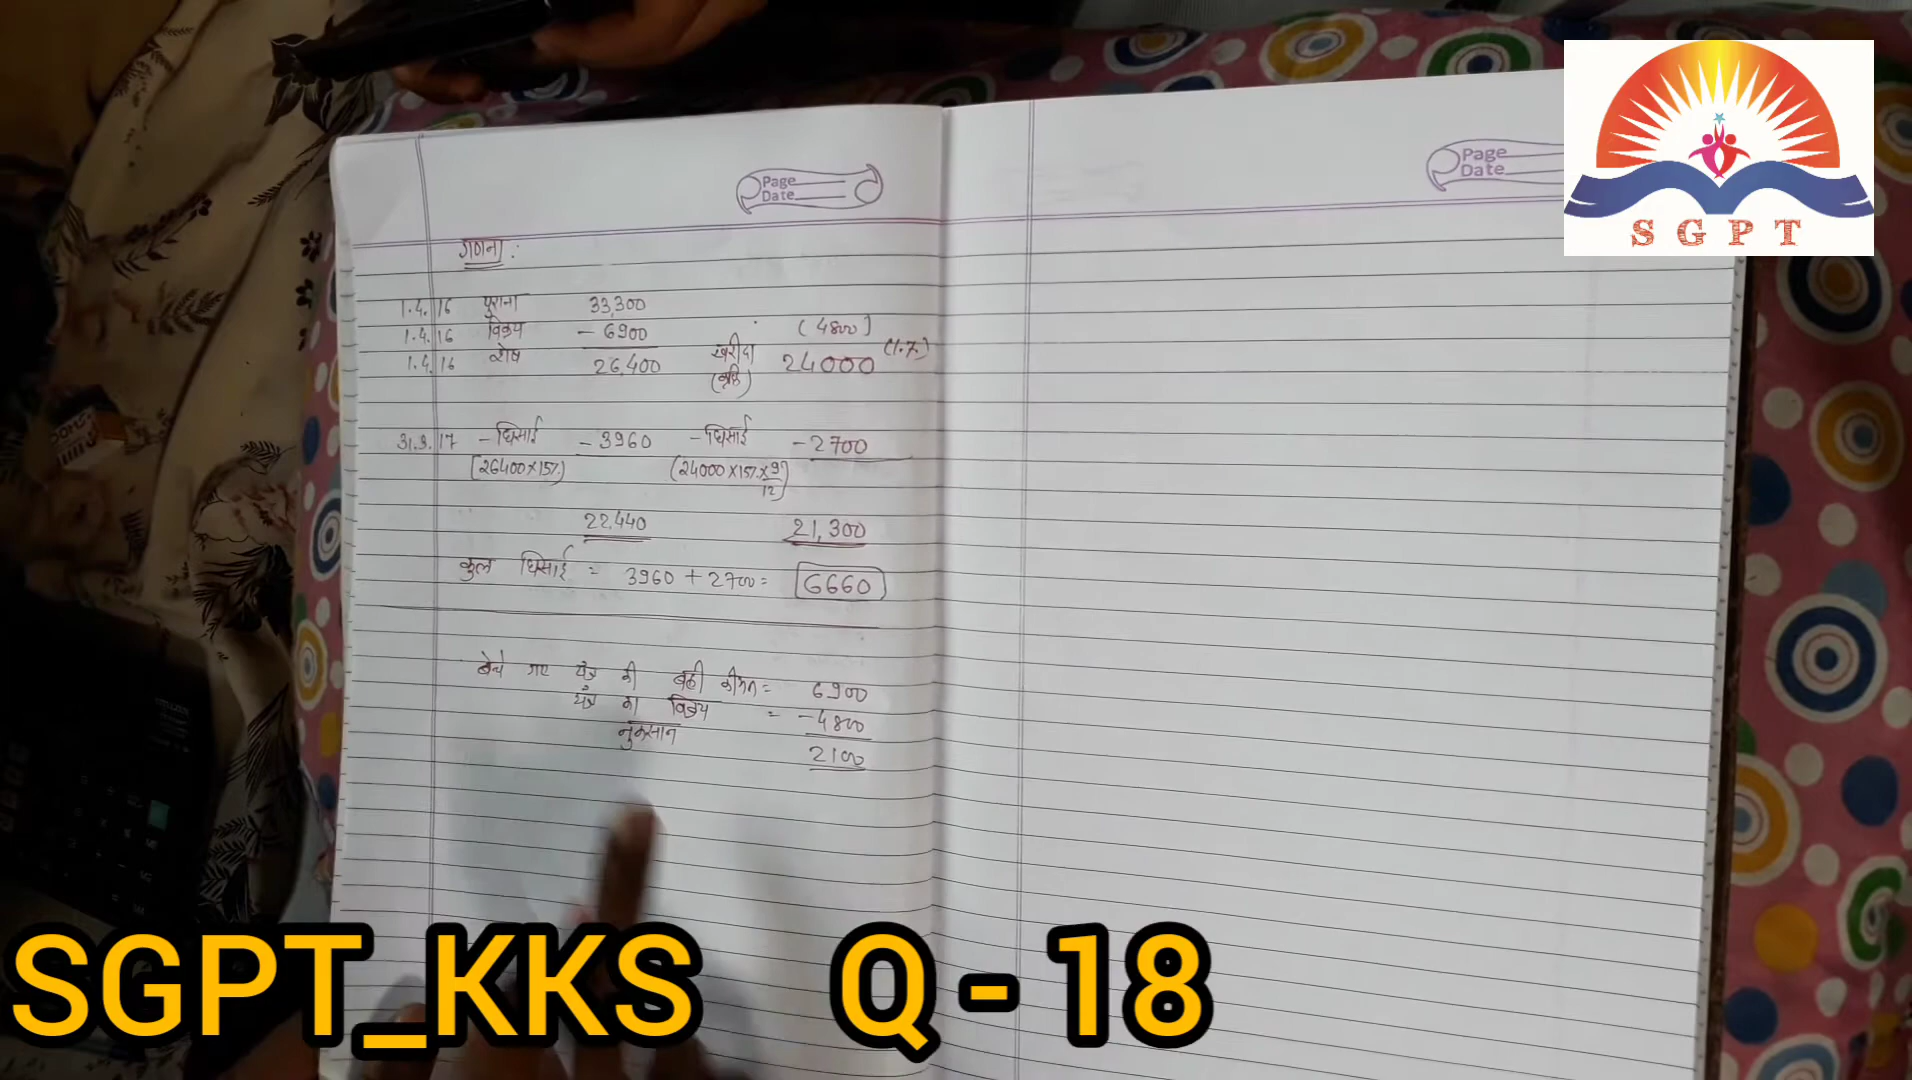 Page
Date
Page
Date
S G P T
गणना :
1.4.16 पुराना 33,300
1.4.16 विक्रय - 6900 (4800)
1.4.16 शेष 26,400 खरीदा (वृद्धि) 24000 (1.7.)
31.3.17 - घिसाई - 3960 - घिसाई - 2700
(26400×15%) (24000×15%×9/12)
22,440 21,300
कुल घिसाई = 3960 + 2700 = 6660
बेचे गए यंत्र की बही कीमत = 6900
यंत्र का विक्रय = - 4800
नुकसान 2100
SGPT_KKS Q - 18